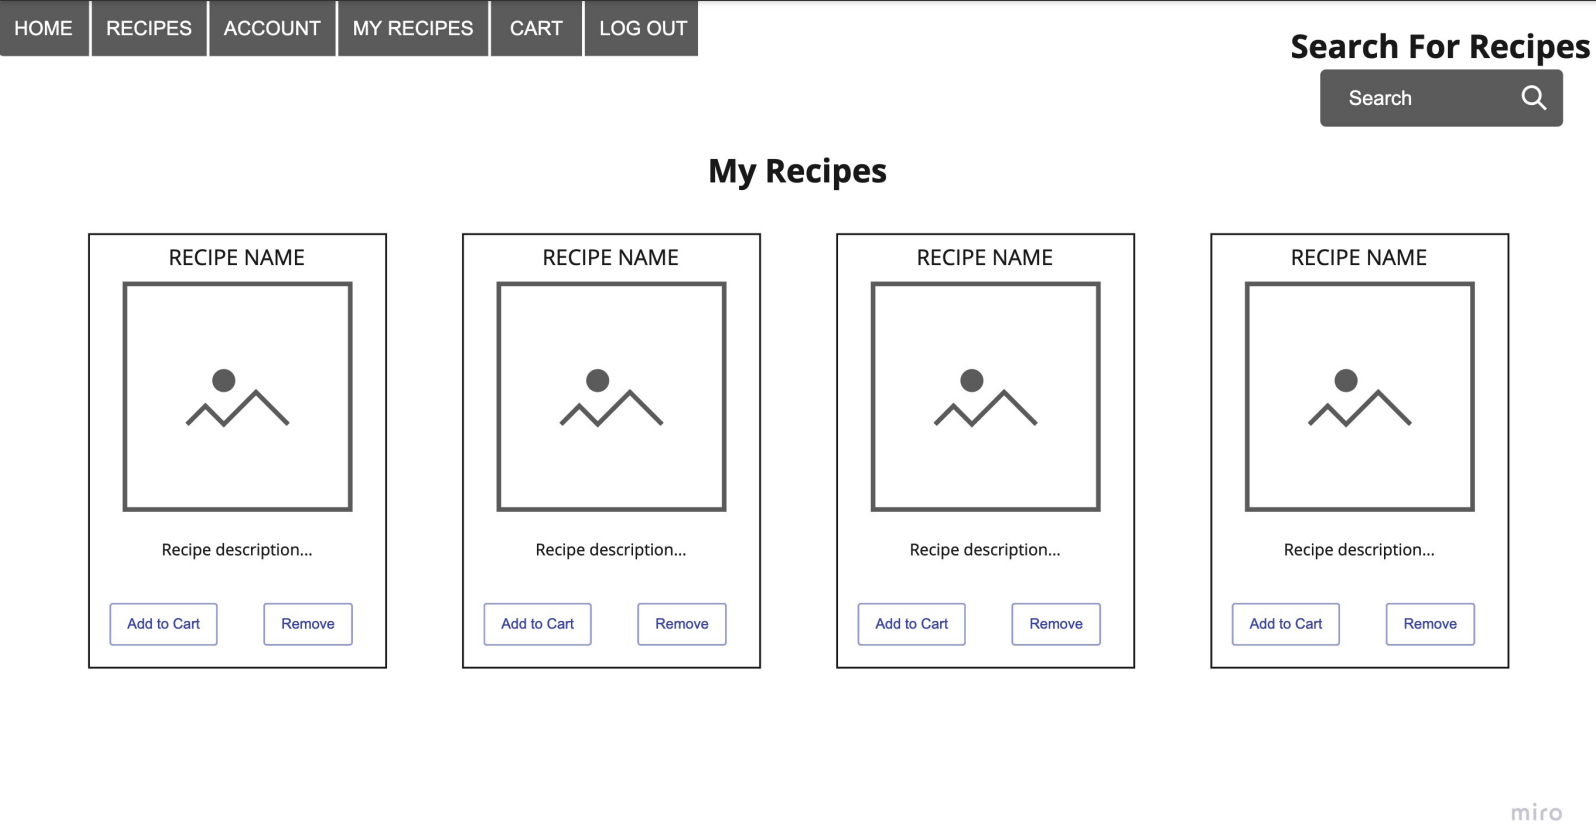 HOME RECIPES ACCOUNT MY RECIPES CART LOG OUT
Search For Recipes
Search
My Recipes
RECIPE NAME RECIPE NAME RECIPE NAME RECIPE NAME
Recipe description... Recipe description... Recipe description... Recipe description...
Add to Cart Remove Add to Cart Remove Add to Cart Remove Add to Cart Remove
miro